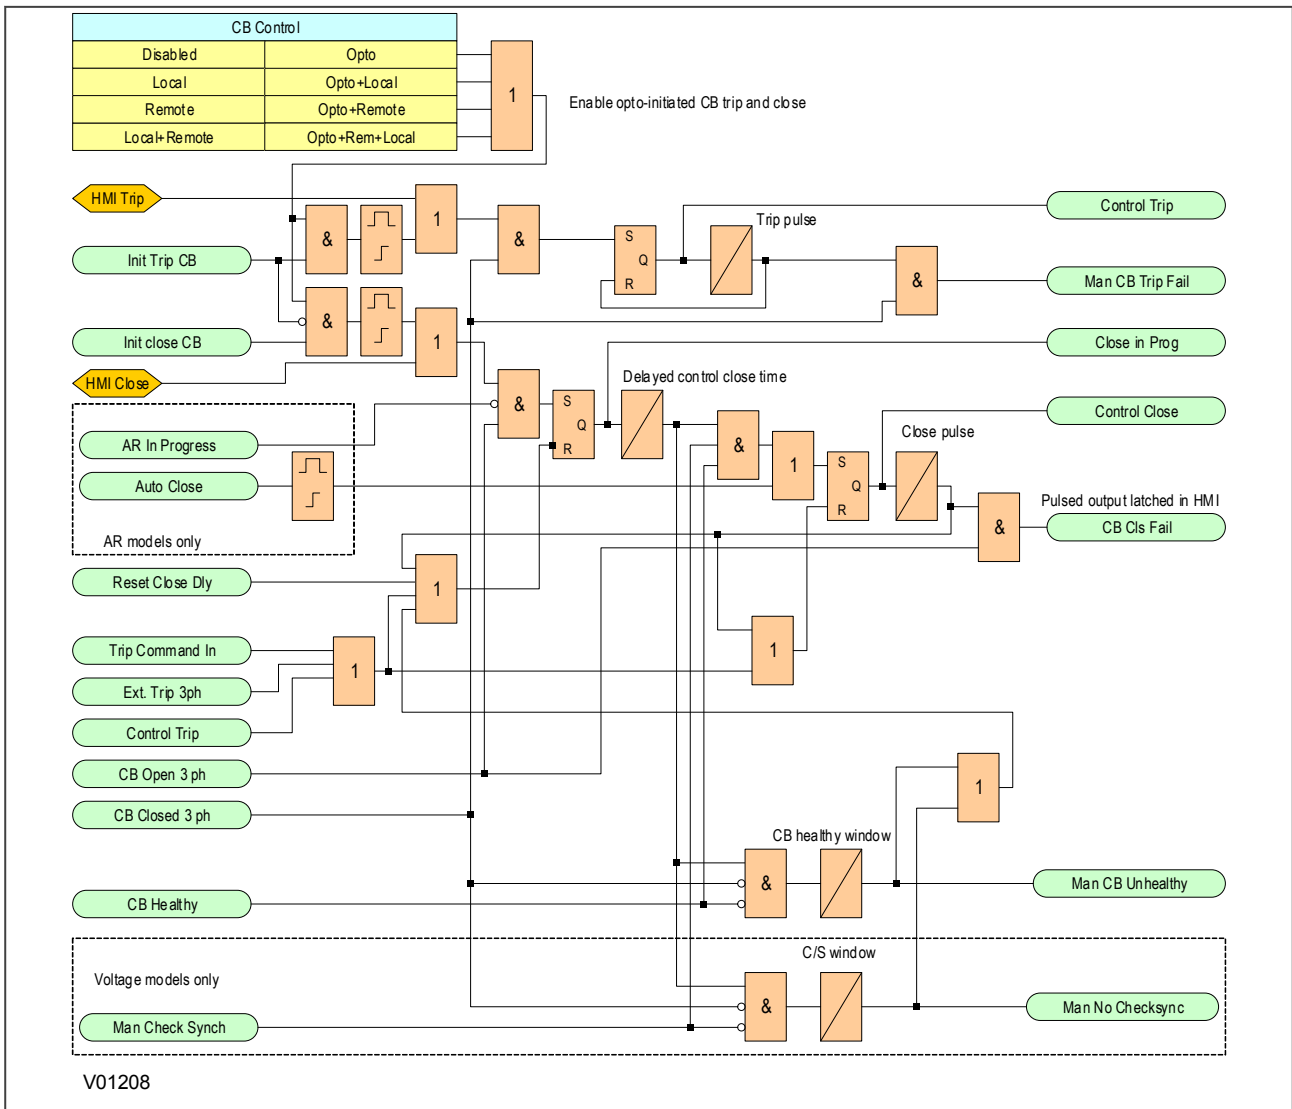 CB Control
Disabled
Opto
Local
Opto+Local
Remote
Opto+Remote
Local+Remote
Opto+Rem+Local
1
Enable opto-initiated CB trip and close
HMI Trip
1
Control Trip
Trip pulse
&
&
S
Q
R
Init Trip CB
&
Man CB Trip Fail
&
Init close CB
1
Close in Prog
HMI Close
Delayed control close time
&
S
Q
R
Control Close
AR In Progress
&
Close pulse
1
S
Q
R
Auto Close
Pulsed output latched in HMI
&
CB Cls Fail
AR models only
Reset Close Dly
1
Trip Command In
1
1
Ext. Trip 3ph
Control Trip
CB Open 3 ph
1
CB Closed 3 ph
CB healthy window
&
Man CB Unhealthy
CB Healthy
C/S window
Voltage models only
&
Man No Checksync
Man Check Synch
V01208